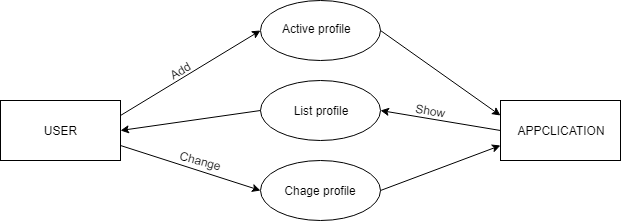 Active profile
Add
List profile
Show
USER
APPCLICATION
Change
Chage profile